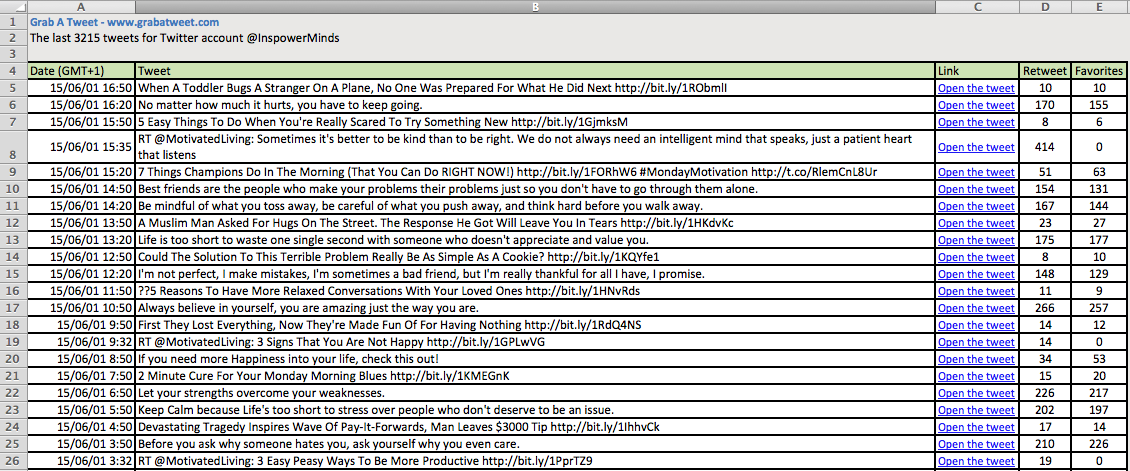 A B C D E
1 Grab A Tweet - www.grabatweet.com
2 The last 3215 tweets for Twitter account @InspowerMinds
3
4 Date (GMT+1) Tweet Link Retweet Favorites
5 15/06/01 16:50 When A Toddler Bugs A Stranger On A Plane, No One Was Prepared For What He Did Next http://bit.ly/1RObmlI Open the tweet 10 10
6 15/06/01 16:20 No matter how much it hurts, you have to keep going. Open the tweet 170 155
7 15/06/01 15:50 5 Easy Things To Do When You're Really Scared To Try Something New http://bit.ly/1GjmksM Open the tweet 8 6
RT @MotivatedLiving: Sometimes it's better to be kind than to be right. We do not always need an intelligent mind that speaks, just a patient heart
8 15/06/01 15:35 that listens Open the tweet 414 0
9 15/06/01 15:20 7 Things Champions Do In The Morning (That You Can Do RIGHT NOW!) http://bit.ly/1FORhW6 #MondayMotivation http://t.co/RlemCnL8Ur Open the tweet 51 63
10 15/06/01 14:50 Best friends are the people who make your problems their problems just so you don't have to go through them alone. Open the tweet 154 131
11 15/06/01 14:20 Be mindful of what you toss away, be careful of what you push away, and think hard before you walk away. Open the tweet 167 144
12 15/06/01 13:50 A Muslim Man Asked For Hugs On The Street. The Response He Got Will Leave You In Tears http://bit.ly/1HKdvKc Open the tweet 23 27
13 15/06/01 13:20 Life is too short to waste one single second with someone who doesn't appreciate and value you. Open the tweet 175 177
14 15/06/01 12:50 Could The Solution To This Terrible Problem Really Be As Simple As A Cookie? http://bit.ly/1KQYfe1 Open the tweet 8 10
15 15/06/01 12:20 I'm not perfect, I make mistakes, I'm sometimes a bad friend, but I'm really thankful for all I have, I promise. Open the tweet 148 129
16 15/06/01 11:50 ??5 Reasons To Have More Relaxed Conversations With Your Loved Ones http://bit.ly/1HNvRds Open the tweet 11 9
17 15/06/01 10:50 Always believe in yourself, you are amazing just the way you are. Open the tweet 266 257
18 15/06/01 9:50 First They Lost Everything, Now They're Made Fun Of For Having Nothing http://bit.ly/1RdQ4NS Open the tweet 14 12
19 15/06/01 9:32 RT @MotivatedLiving: 3 Signs That You Are Not Happy http://bit.ly/1GPLwVG Open the tweet 14 0
20 15/06/01 8:50 If you need more Happiness into your life, check this out! Open the tweet 34 53
21 15/06/01 7:50 2 Minute Cure For Your Monday Morning Blues http://bit.ly/1KMEGnK Open the tweet 15 20
22 15/06/01 6:50 Let your strengths overcome your weaknesses. Open the tweet 226 217
23 15/06/01 5:50 Keep Calm because Life's too short to stress over people who don't deserve to be an issue. Open the tweet 202 197
24 15/06/01 4:50 Devastating Tragedy Inspires Wave Of Pay-It-Forwards, Man Leaves $3000 Tip http://bit.ly/1IhhvCk Open the tweet 17 14
25 15/06/01 3:50 Before you ask why someone hates you, ask yourself why you even care. Open the tweet 210 226
26 15/06/01 3:32 RT @MotivatedLiving: 3 Easy Peasy Ways To Be More Productive http://bit.ly/1PprTZ9 Open the tweet 19 0